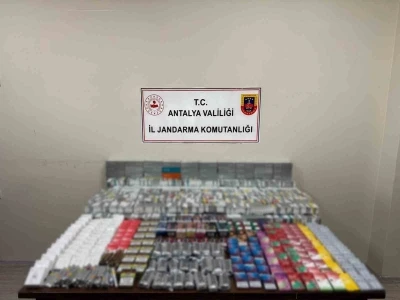 T.C.
ANTALYA VALİLİĞİ
İL JANDARMA KOMUTANLIĞI